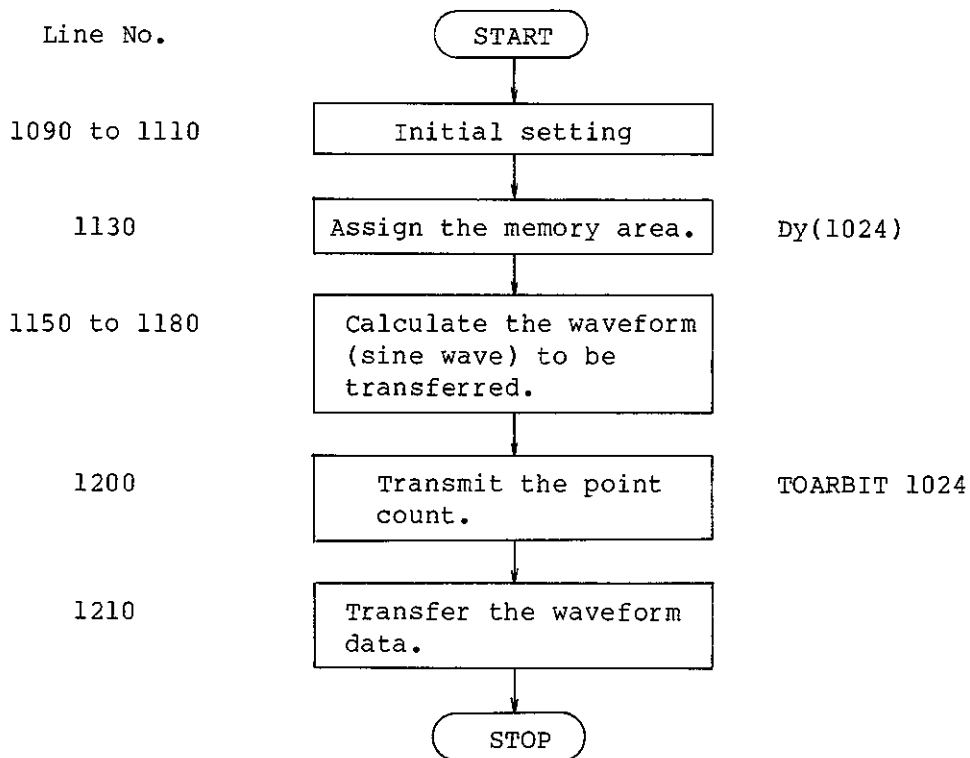 Line No.
START
1090 to 1110
Initial setting
1130
Assign the memory area.
Dy(1024)
1150 to 1180
Calculate the waveform
(sine wave) to be
transferred.
1200
Transmit the point
count.
TOARBIT 1024
1210
Transfer the waveform
data.
STOP